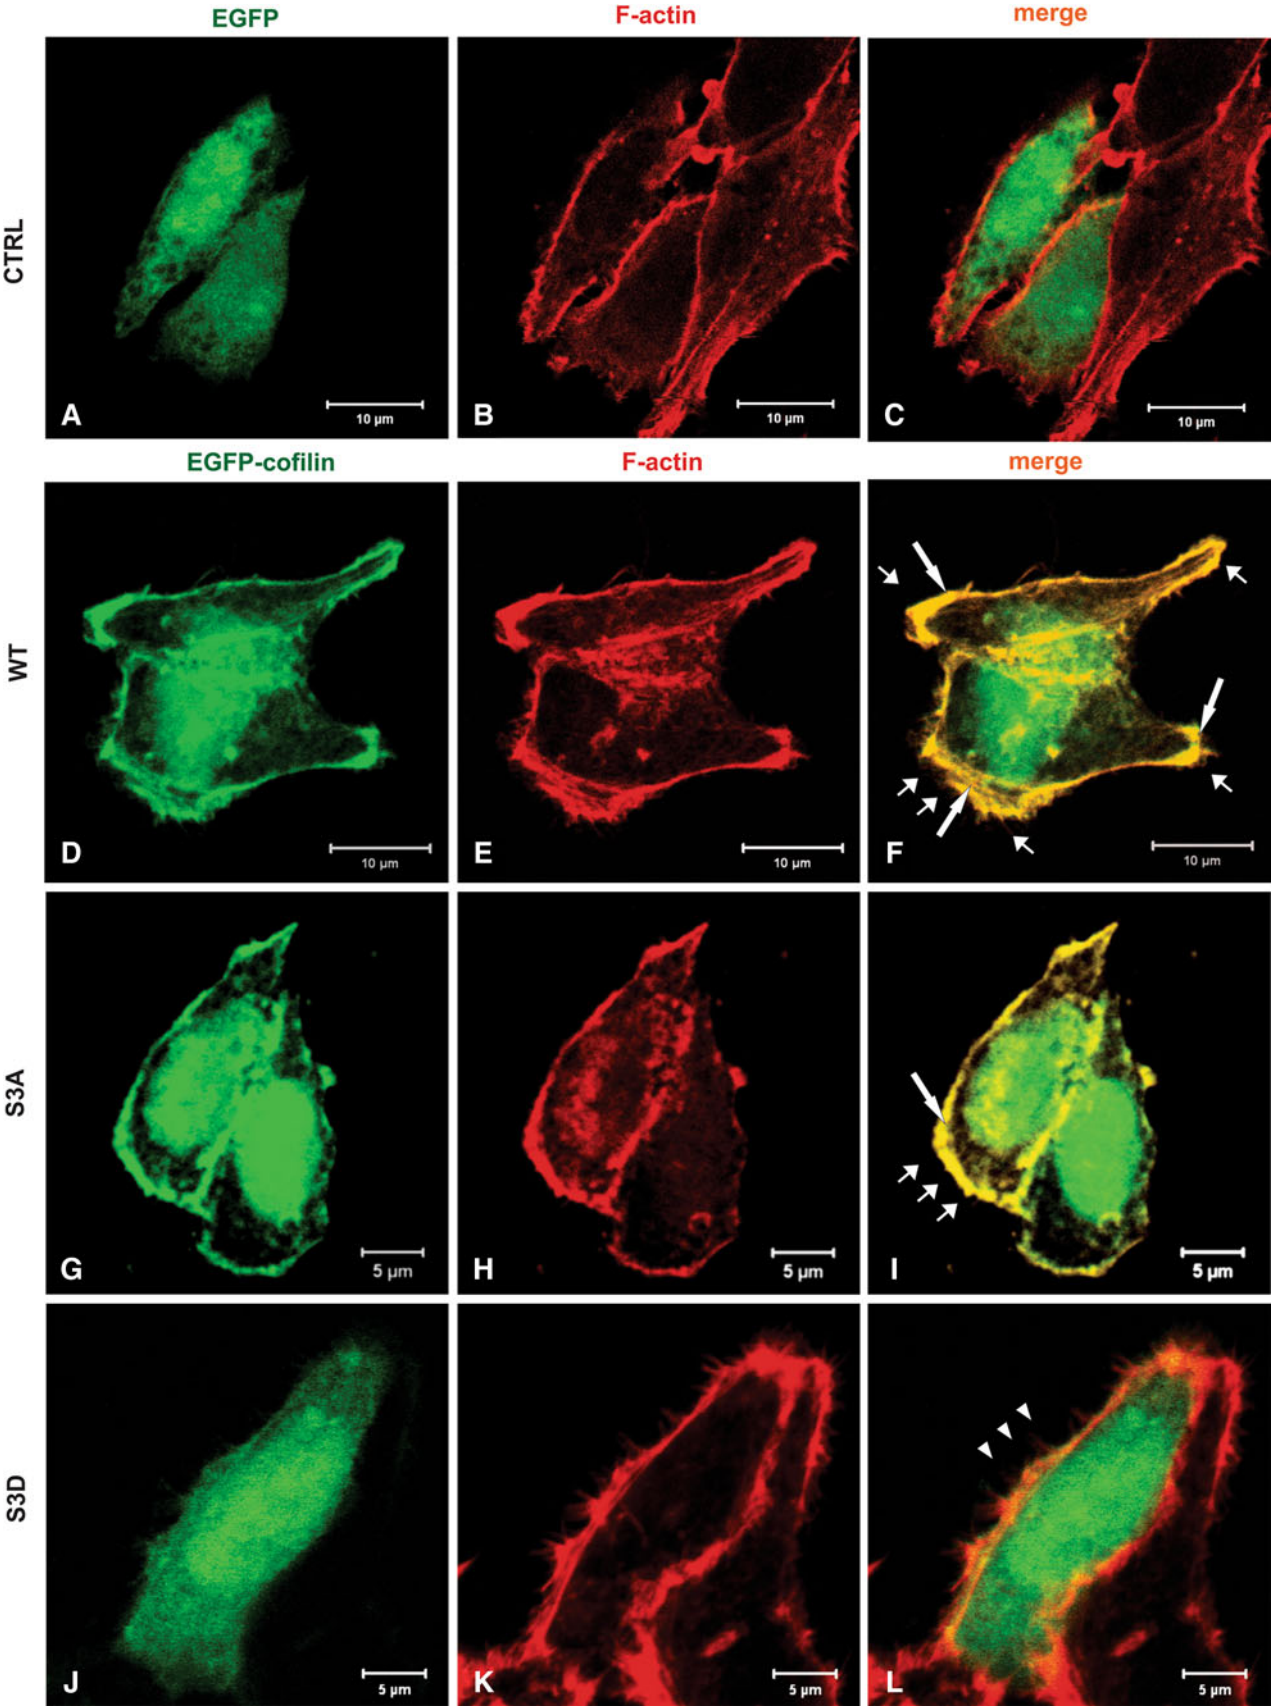 EGFP F-actin merge
CTRL
A 10 µm B 10 µm C 10 µm
EGFP-cofilin F-actin merge
WT
D 10 µm E 10 µm F 10 µm
S3A
G 5 µm H 5 µm I 5 µm
S3D
J 5 µm K 5 µm L 5 µm